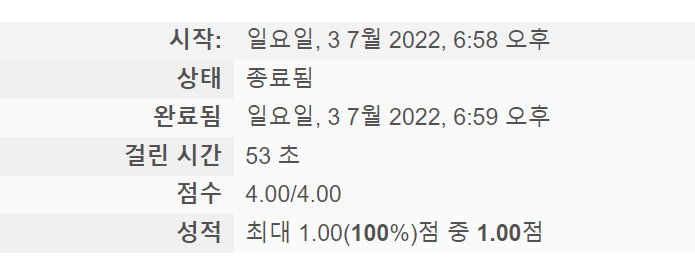 시작: 일요일, 3 7월 2022, 6:58 오후
상태 종료됨
완료됨 일요일, 3 7월 2022, 6:59 오후
걸린 시간 53 초
점수 4.00/4.00
성적 최대 1.00(100%)점 중 1.00점